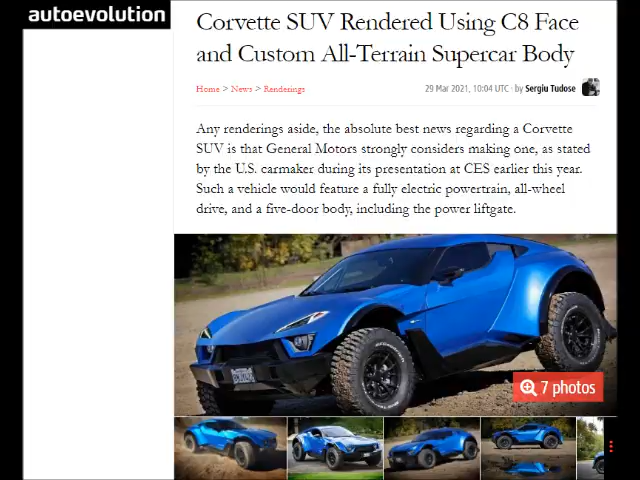 autoevolution
Corvette SUV Rendered Using C8 Face
and Custom All-Terrain Supercar Body
Home > News > Renderings
29 Mar 2021, 10:04 UTC · by Sergiu Tudose
Any renderings aside, the absolute best news regarding a Corvette
SUV is that General Motors strongly considers making one, as stated
by the U.S. carmaker during its presentation at CES earlier this year.
Such a vehicle would feature a fully electric powertrain, all-wheel
drive, and a five-door body, including the power liftgate.
7 photos